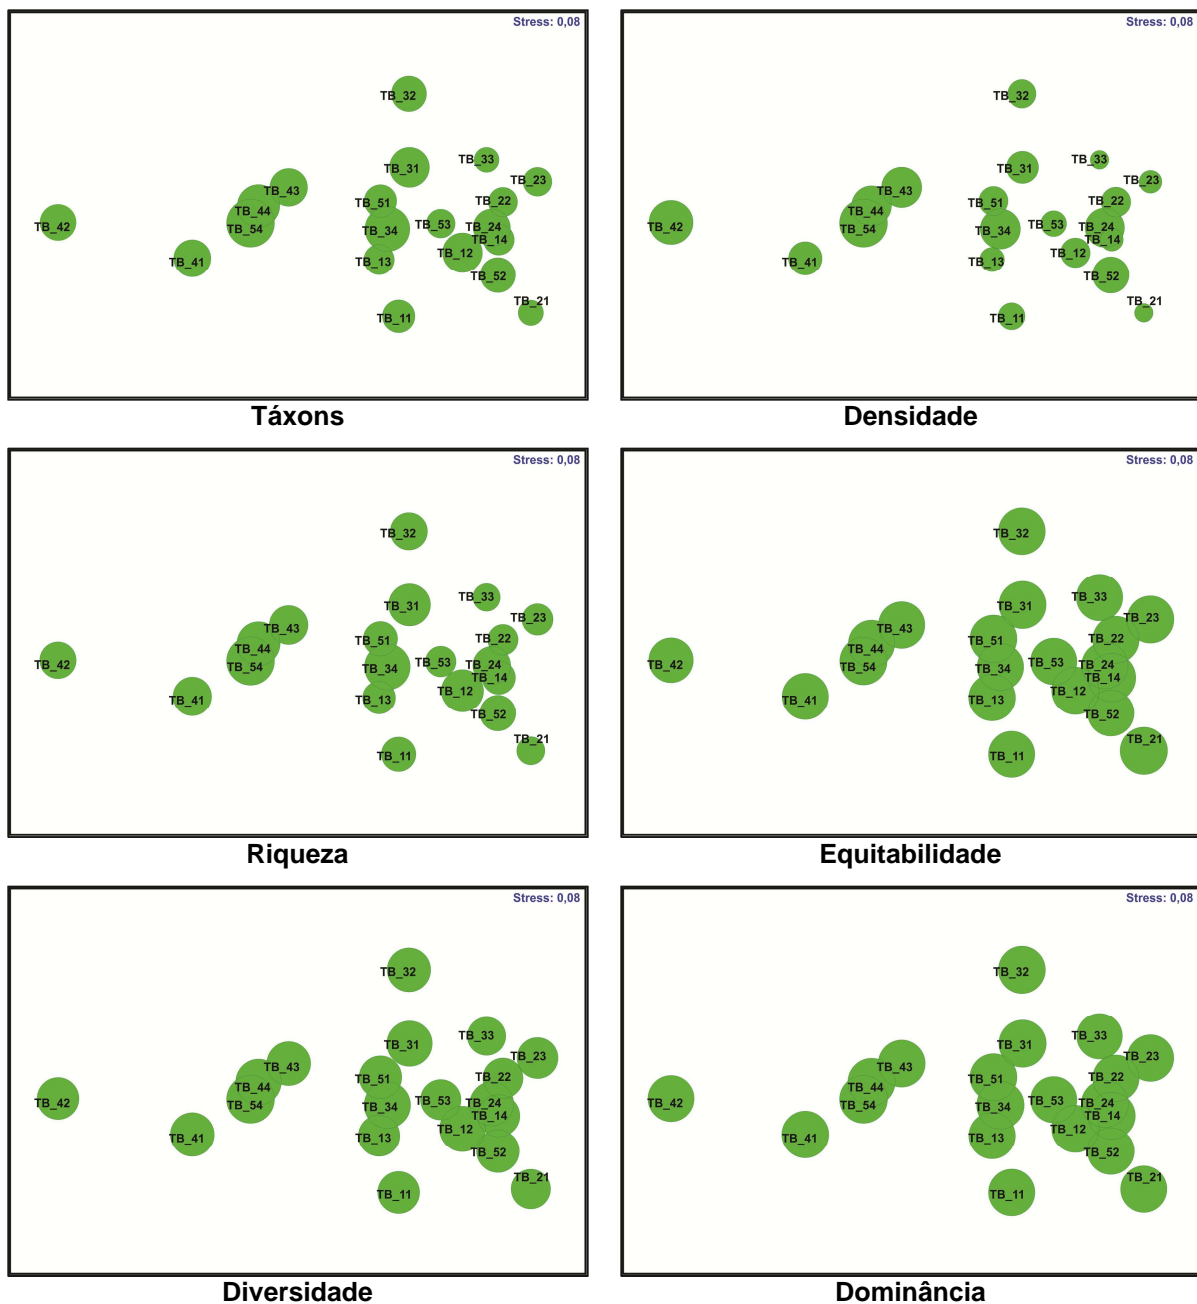 Stress: 0,08
TB_32
TB_33
TB_31
TB_23
TB_43
TB_51
TB_22
TB_44
TB_42
TB_53
TB_24
TB_54
TB_34
TB_14
TB_12
TB_41
TB_13
TB_52
TB_21
TB_11
Táxons
Stress: 0,08
TB_32
TB_33
TB_31
TB_23
TB_43
TB_51
TB_22
TB_44
TB_42
TB_53
TB_24
TB_54
TB_34
TB_14
TB_12
TB_41
TB_13
TB_52
TB_21
TB_11
Densidade
Stress: 0,08
TB_32
TB_33
TB_31
TB_23
TB_43
TB_51
TB_22
TB_44
TB_42
TB_53
TB_24
TB_54
TB_34
TB_14
TB_12
TB_41
TB_13
TB_52
TB_21
TB_11
Riqueza
Stress: 0,08
TB_32
TB_33
TB_31
TB_23
TB_43
TB_51
TB_22
TB_44
TB_42
TB_53
TB_24
TB_54
TB_34
TB_14
TB_12
TB_41
TB_13
TB_52
TB_21
TB_11
Equitabilidade
Stress: 0,08
TB_32
TB_33
TB_31
TB_23
TB_43
TB_51
TB_22
TB_44
TB_42
TB_53
TB_24
TB_54
TB_34
TB_14
TB_12
TB_41
TB_13
TB_52
TB_21
TB_11
Diversidade
Stress: 0,08
TB_32
TB_33
TB_31
TB_23
TB_43
TB_51
TB_22
TB_44
TB_42
TB_53
TB_24
TB_54
TB_34
TB_14
TB_12
TB_41
TB_13
TB_52
TB_21
TB_11
Dominância